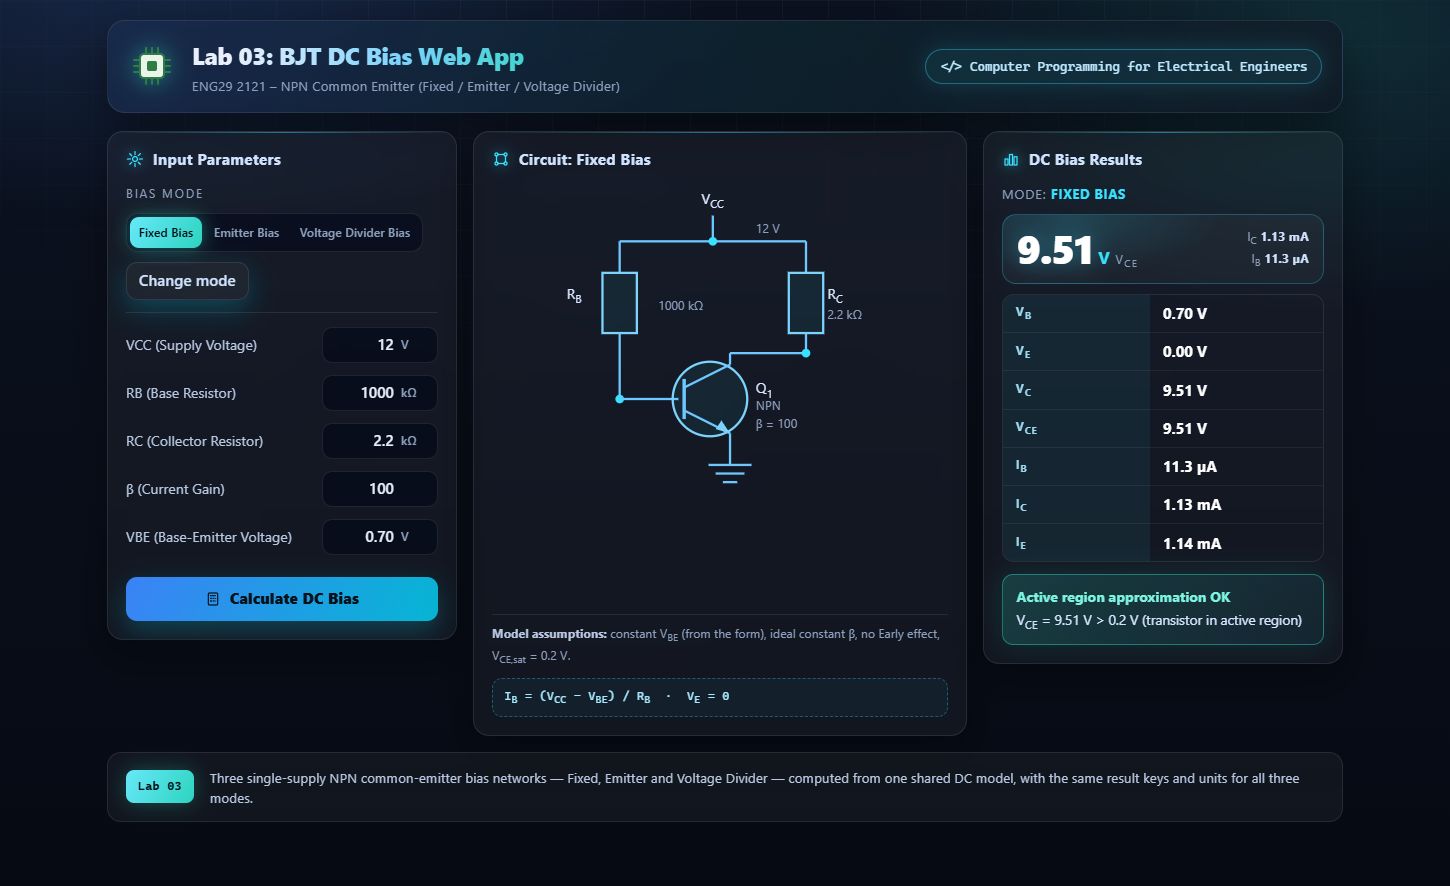 Lab 03: BJT DC Bias Web App
ENG29 2121 – NPN Common Emitter (Fixed / Emitter / Voltage Divider)
</> Computer Programming for Electrical Engineers
Input Parameters
BIAS MODE
Fixed Bias
Emitter Bias
Voltage Divider Bias
Change mode
VCC (Supply Voltage)
12 V
RB (Base Resistor)
1000 kΩ
RC (Collector Resistor)
2.2 kΩ
β (Current Gain)
100
VBE (Base-Emitter Voltage)
0.70 V
Calculate DC Bias
Circuit: Fixed Bias
VCC
12 V
RB
1000 kΩ
RC
2.2 kΩ
Q1
NPN
β = 100
Model assumptions: constant VBE (from the form), ideal constant β, no Early effect,
VCE,sat = 0.2 V.
IB = (VCC − VBE) / RB · VE = 0
DC Bias Results
MODE: FIXED BIAS
9.51 V VCE
IC 1.13 mA
IB 11.3 µA
VB 0.70 V
VE 0.00 V
VC 9.51 V
VCE 9.51 V
IB 11.3 µA
IC 1.13 mA
IE 1.14 mA
Active region approximation OK
VCE = 9.51 V > 0.2 V (transistor in active region)
Lab 03
Three single-supply NPN common-emitter bias networks — Fixed, Emitter and Voltage Divider — computed from one shared DC model, with the same result keys and units for all three
modes.